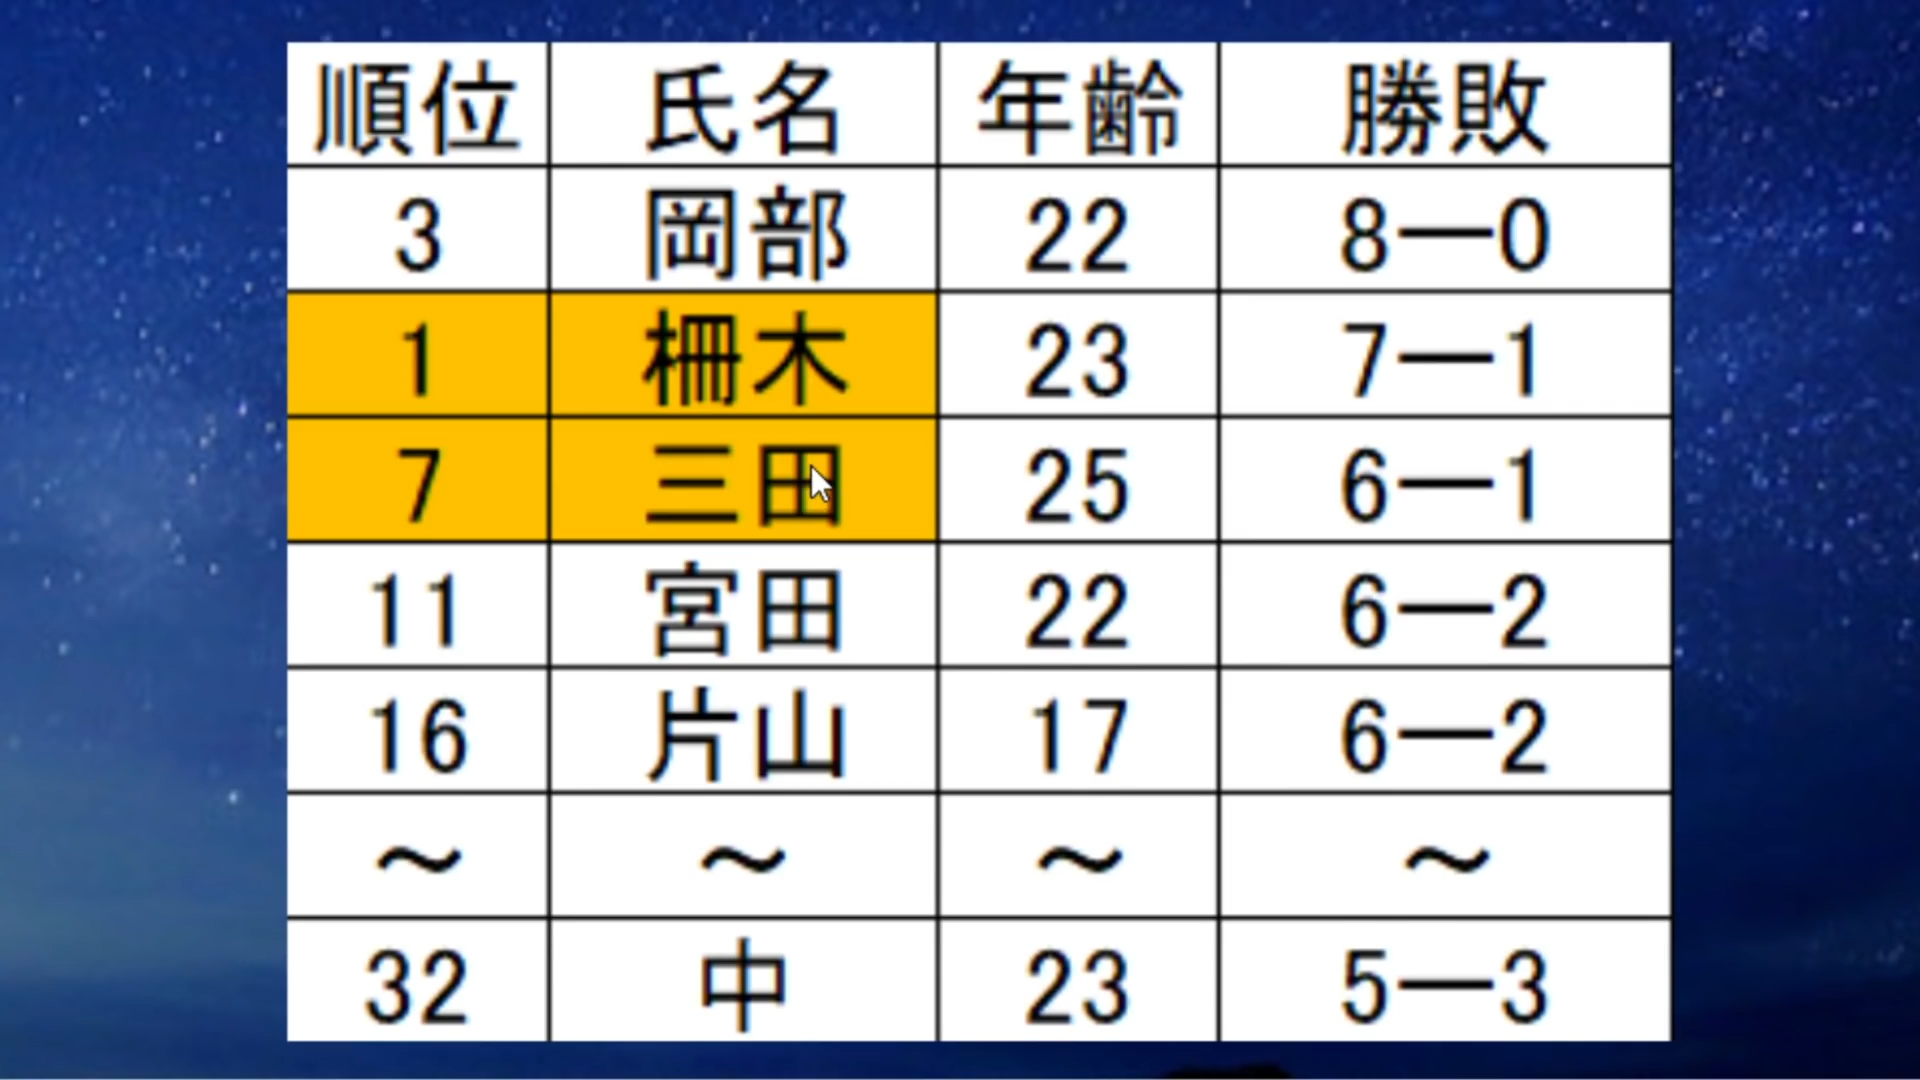 順位 氏名 年齢 勝敗
3 岡部 22 8―0
1 柵木 23 7―1
7 三田 25 6―1
11 宮田 22 6―2
16 片山 17 6―2
～ ～ ～ ～
32 中 23 5―3